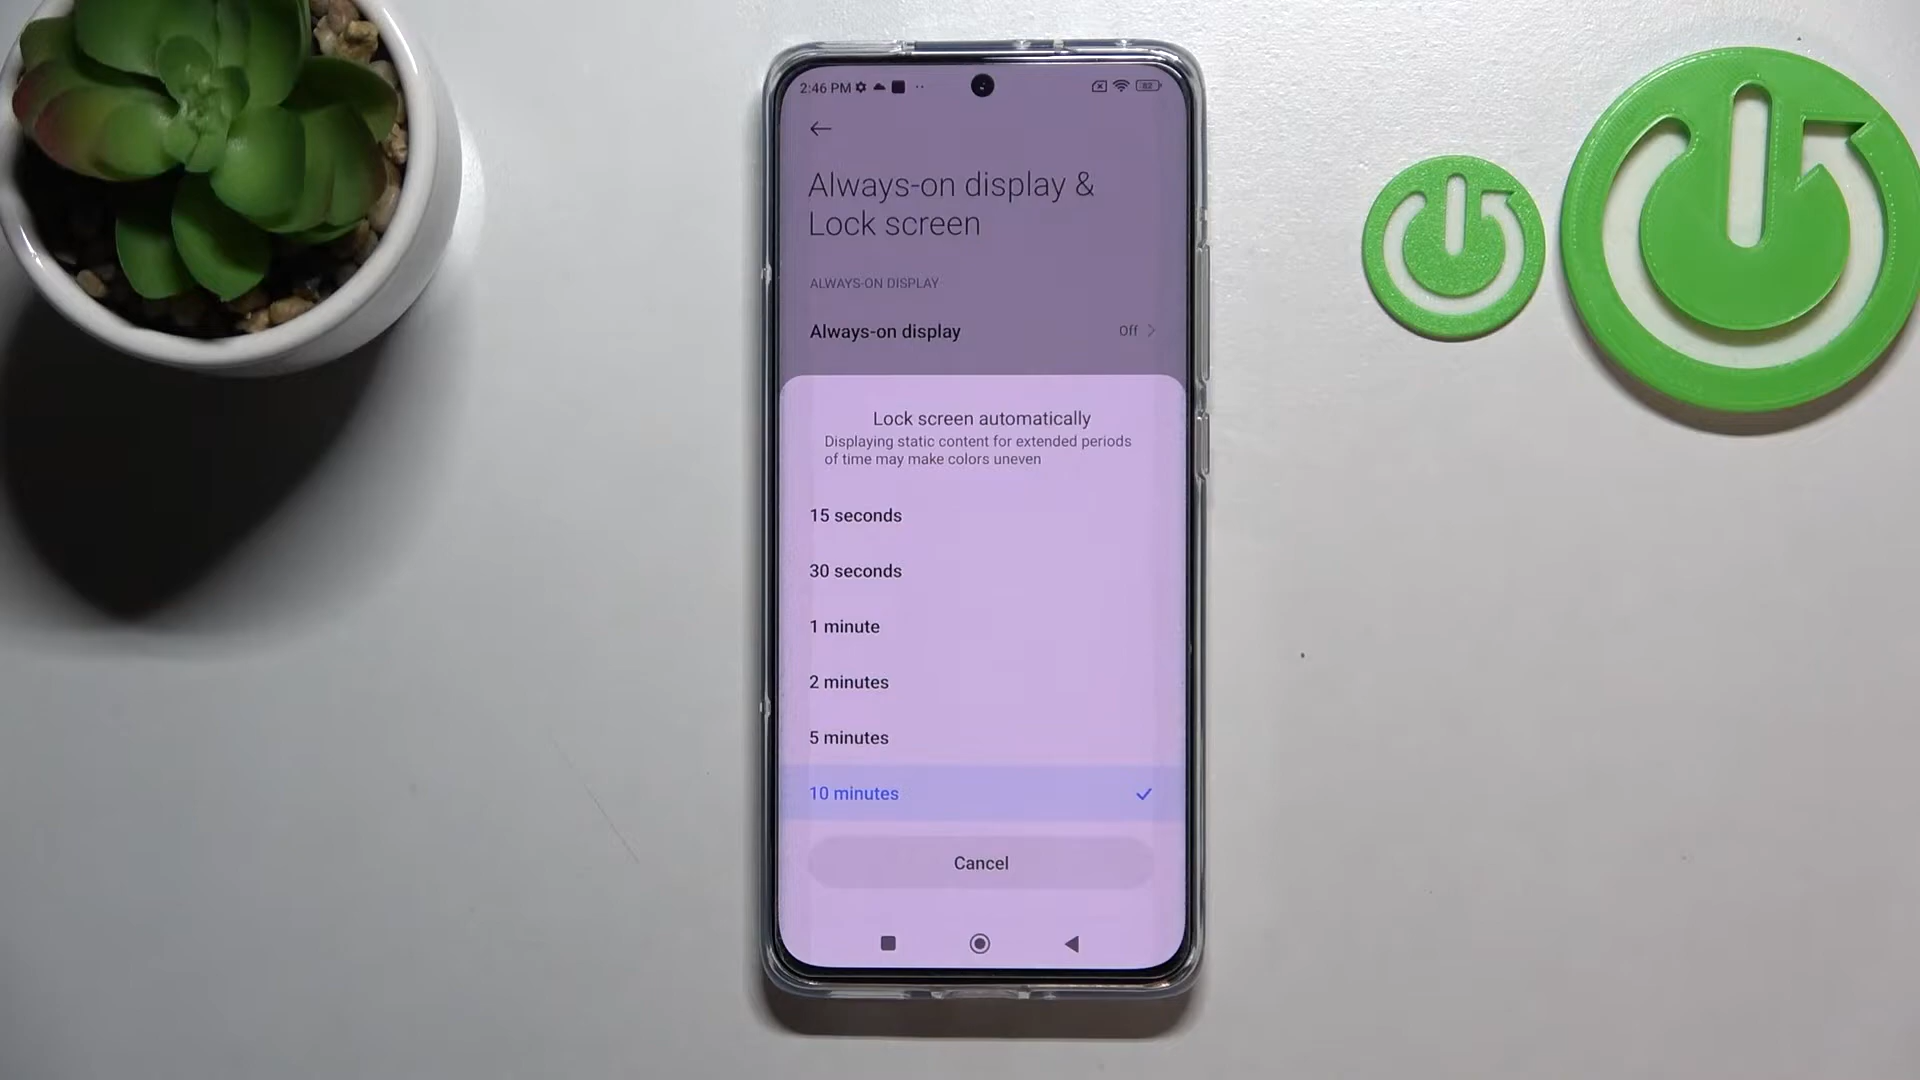 2:46 PM
82
Always-on display &
Lock screen
ALWAYS-ON DISPLAY
Always-on display
Off
Lock screen automatically
Displaying static content for extended periods
of time may make colors uneven
15 seconds
30 seconds
1 minute
2 minutes
5 minutes
10 minutes
Cancel